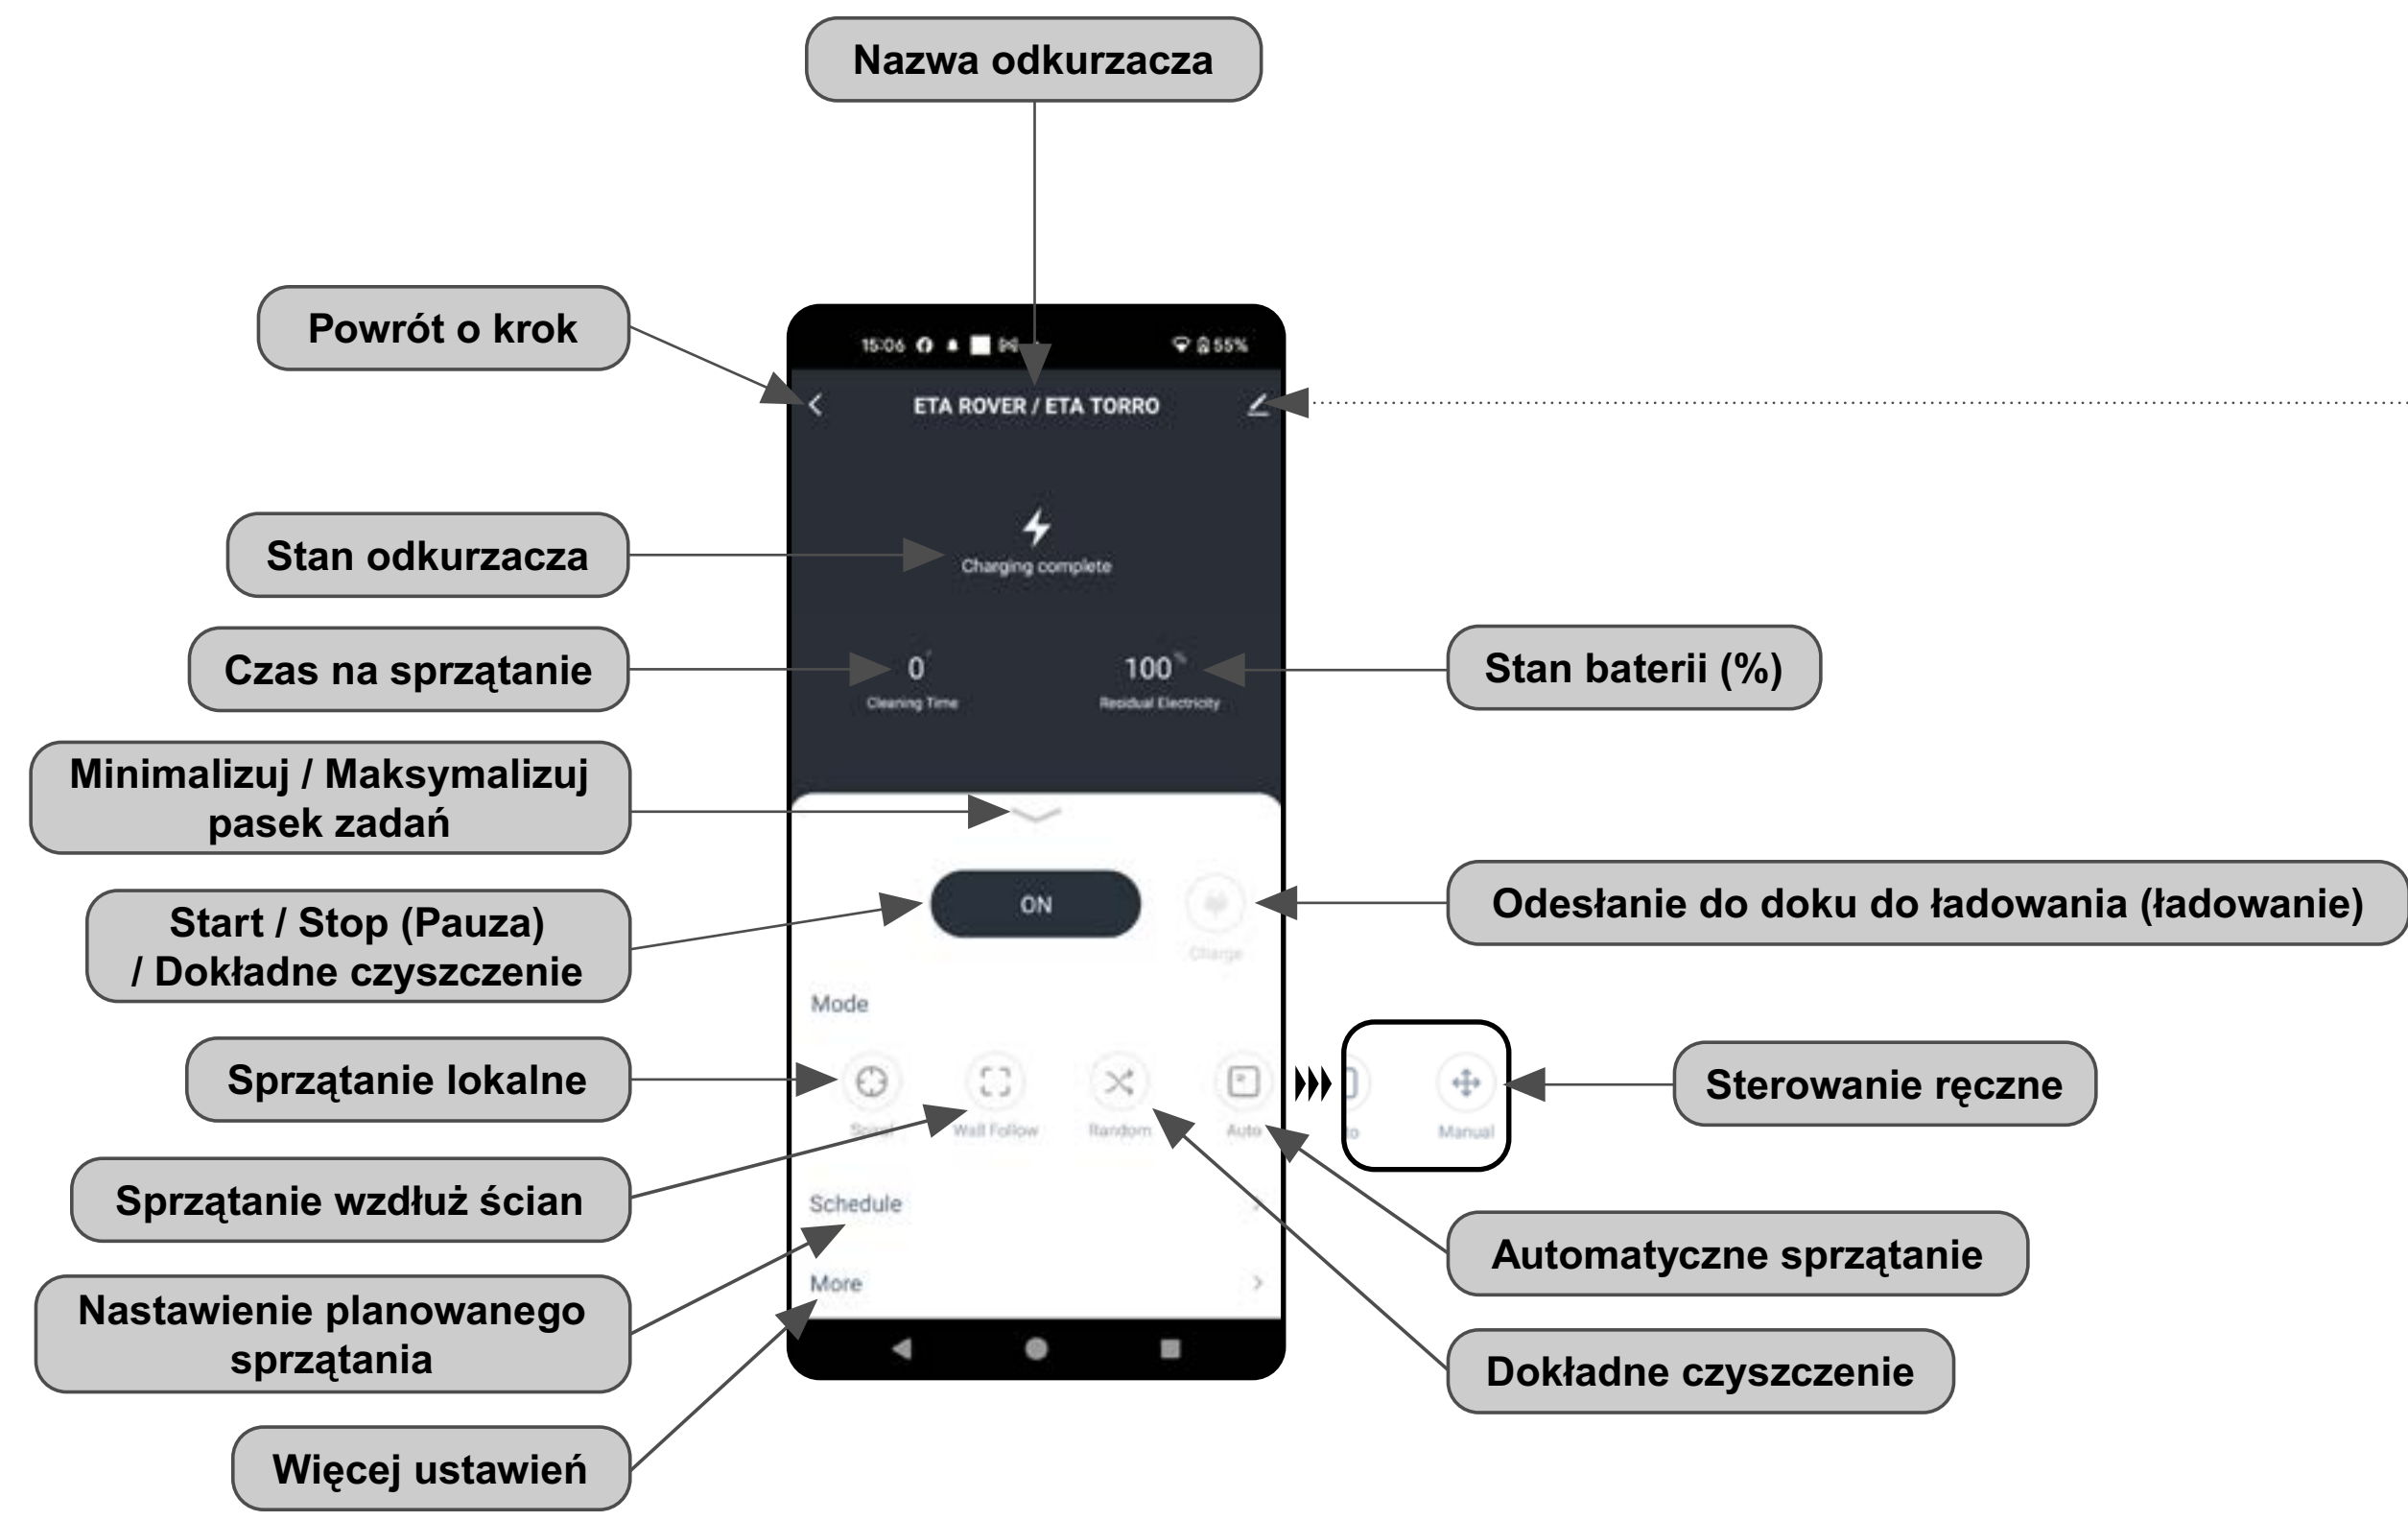 Nazwa odkurzacza
Powrót o krok
15:06
55%
ETA ROVER / ETA TORRO
Stan odkurzacza
Charging complete
Czas na sprzątanie
0
100 %
Stan baterii (%)
Cleaning Time
Residual Electricity
Minimalizuj / Maksymalizuj
pasek zadań
Start / Stop (Pauza)
/ Dokładne czyszczenie
ON
Odesłanie do doku do ładowania (ładowanie)
Charge
Mode
Sprzątanie lokalne
Sterowanie ręczne
Spiral
Wall Follow
Random
Auto
Manual
Sprzątanie wzdłuż ścian
Schedule
Automatyczne sprzątanie
Nastawienie planowanego
sprzątania
More
Dokładne czyszczenie
Więcej ustawień